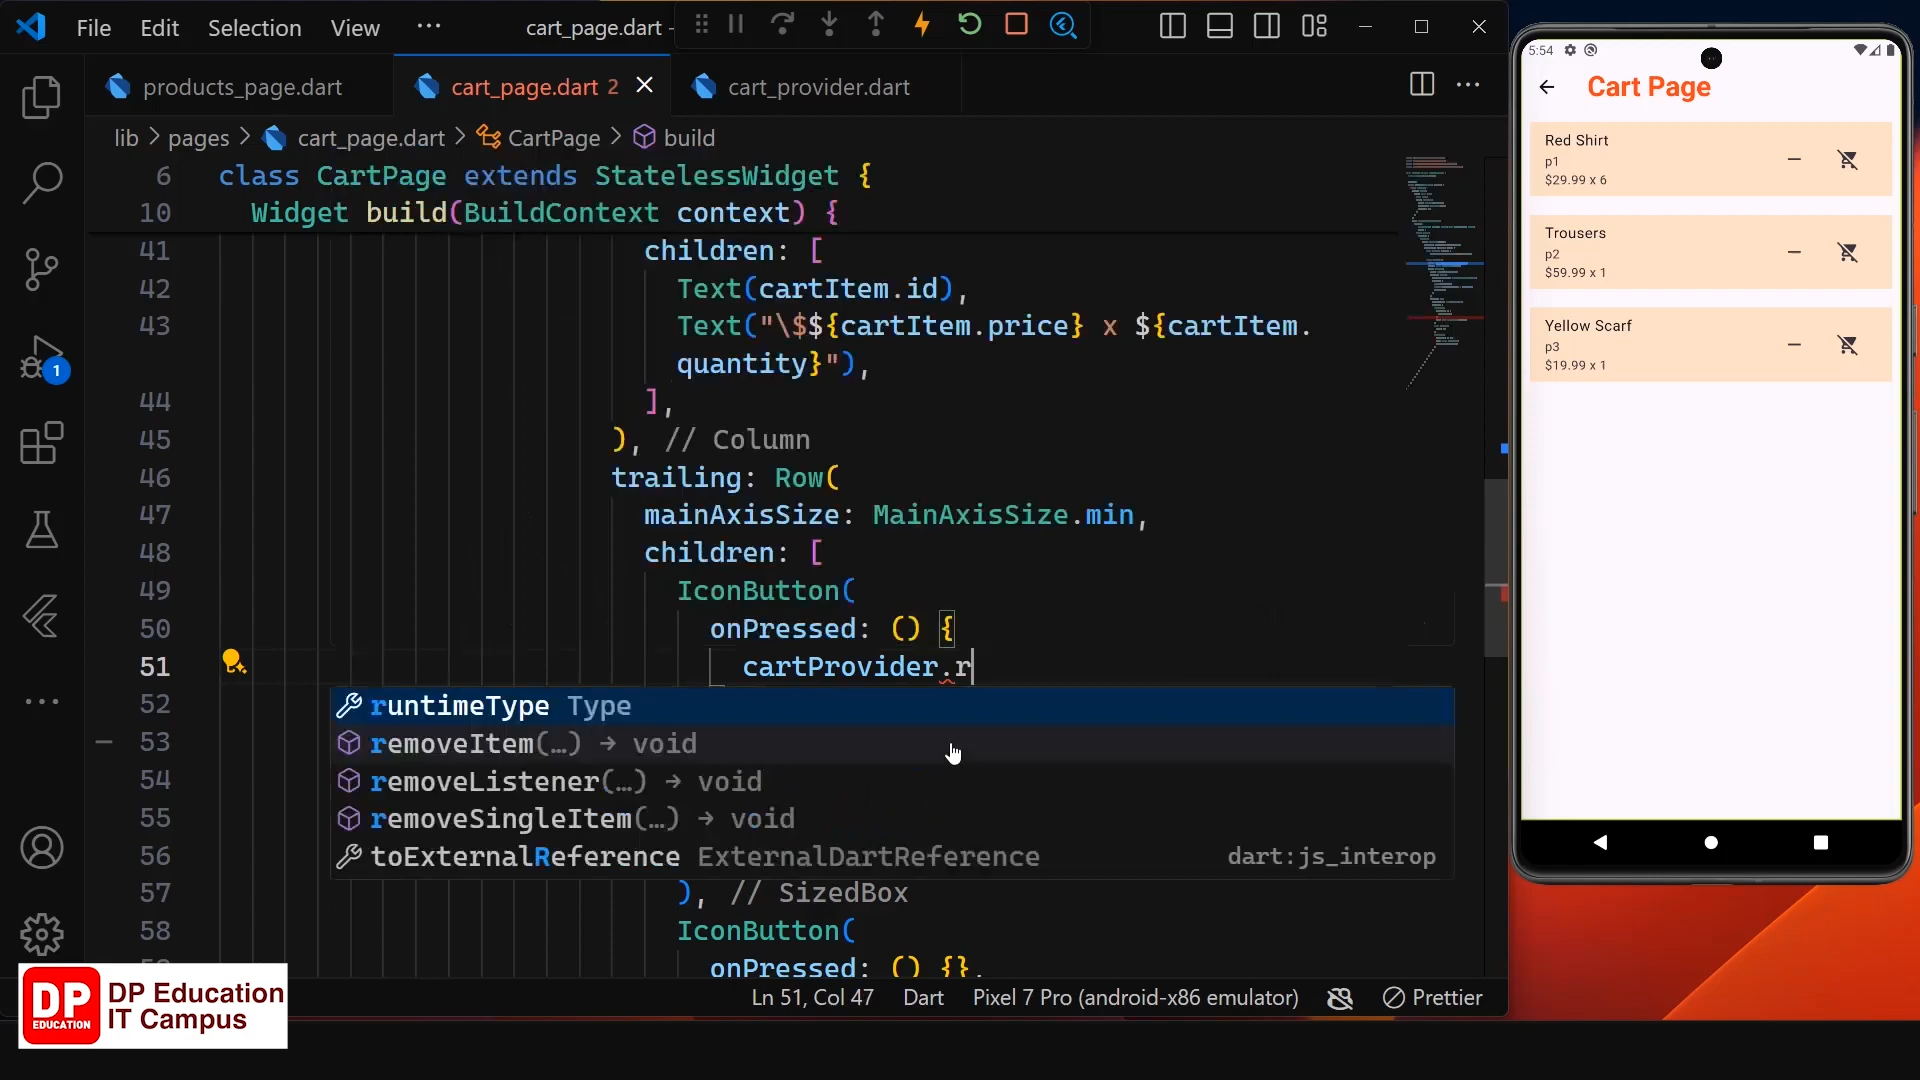 File Edit Selection View ··· cart_page.dart -
products_page.dart cart_page.dart 2 cart_provider.dart
lib > pages > cart_page.dart > CartPage > build
6 class CartPage extends StatelessWidget {
10 Widget build(BuildContext context) {
41 children: [
42 Text(cartItem.id),
43 Text("\$${cartItem.price} x ${cartItem.
quantity}"),
44 ],
45 ), // Column
46 trailing: Row(
47 mainAxisSize: MainAxisSize.min,
48 children: [
49 IconButton(
50 onPressed: () {
51 cartProvider.r
52 runtimeType Type
53 removeItem(…) → void
54 removeListener(…) → void
55 removeSingleItem(…) → void
56 toExternalReference ExternalDartReference dart:js_interop
57 ), // SizedBox
58 IconButton(
onPressed: () {},
1
Ln 51, Col 47 Dart Pixel 7 Pro (android-x86 emulator) Prettier
DP
EDUCATION
DP Education
IT Campus
5:54
Cart Page
Red Shirt
p1
$29.99 x 6
Trousers
p2
$59.99 x 1
Yellow Scarf
p3
$19.99 x 1